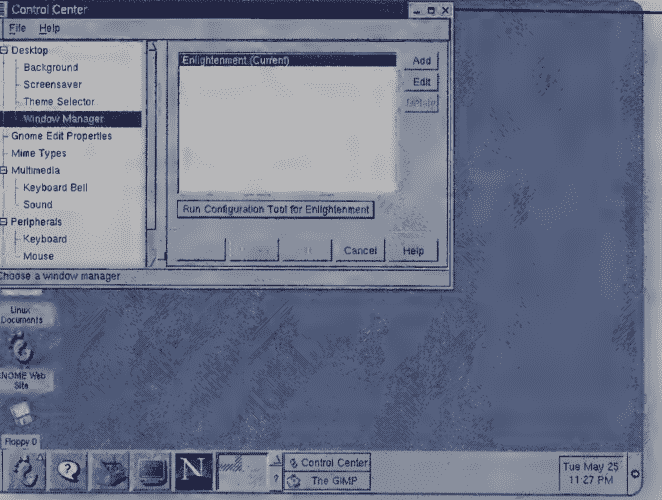 Control Center
File Help
Desktop
Background
Screensaver
Theme Selector
Window Manager
Gnome Edit Properties
Mime Types
Multimedia
Keyboard Bell
Sound
Peripherals
Keyboard
Mouse
Enlightenment (Current)
Add
Edit
Delete
Run Configuration Tool for Enlightenment
Cancel
Help
Choose a window manager
Linux
Documents
GNOME Web
Site
Floppy 0
N
Control Center
The GIMP
Tue May 25
11:27 PM
?